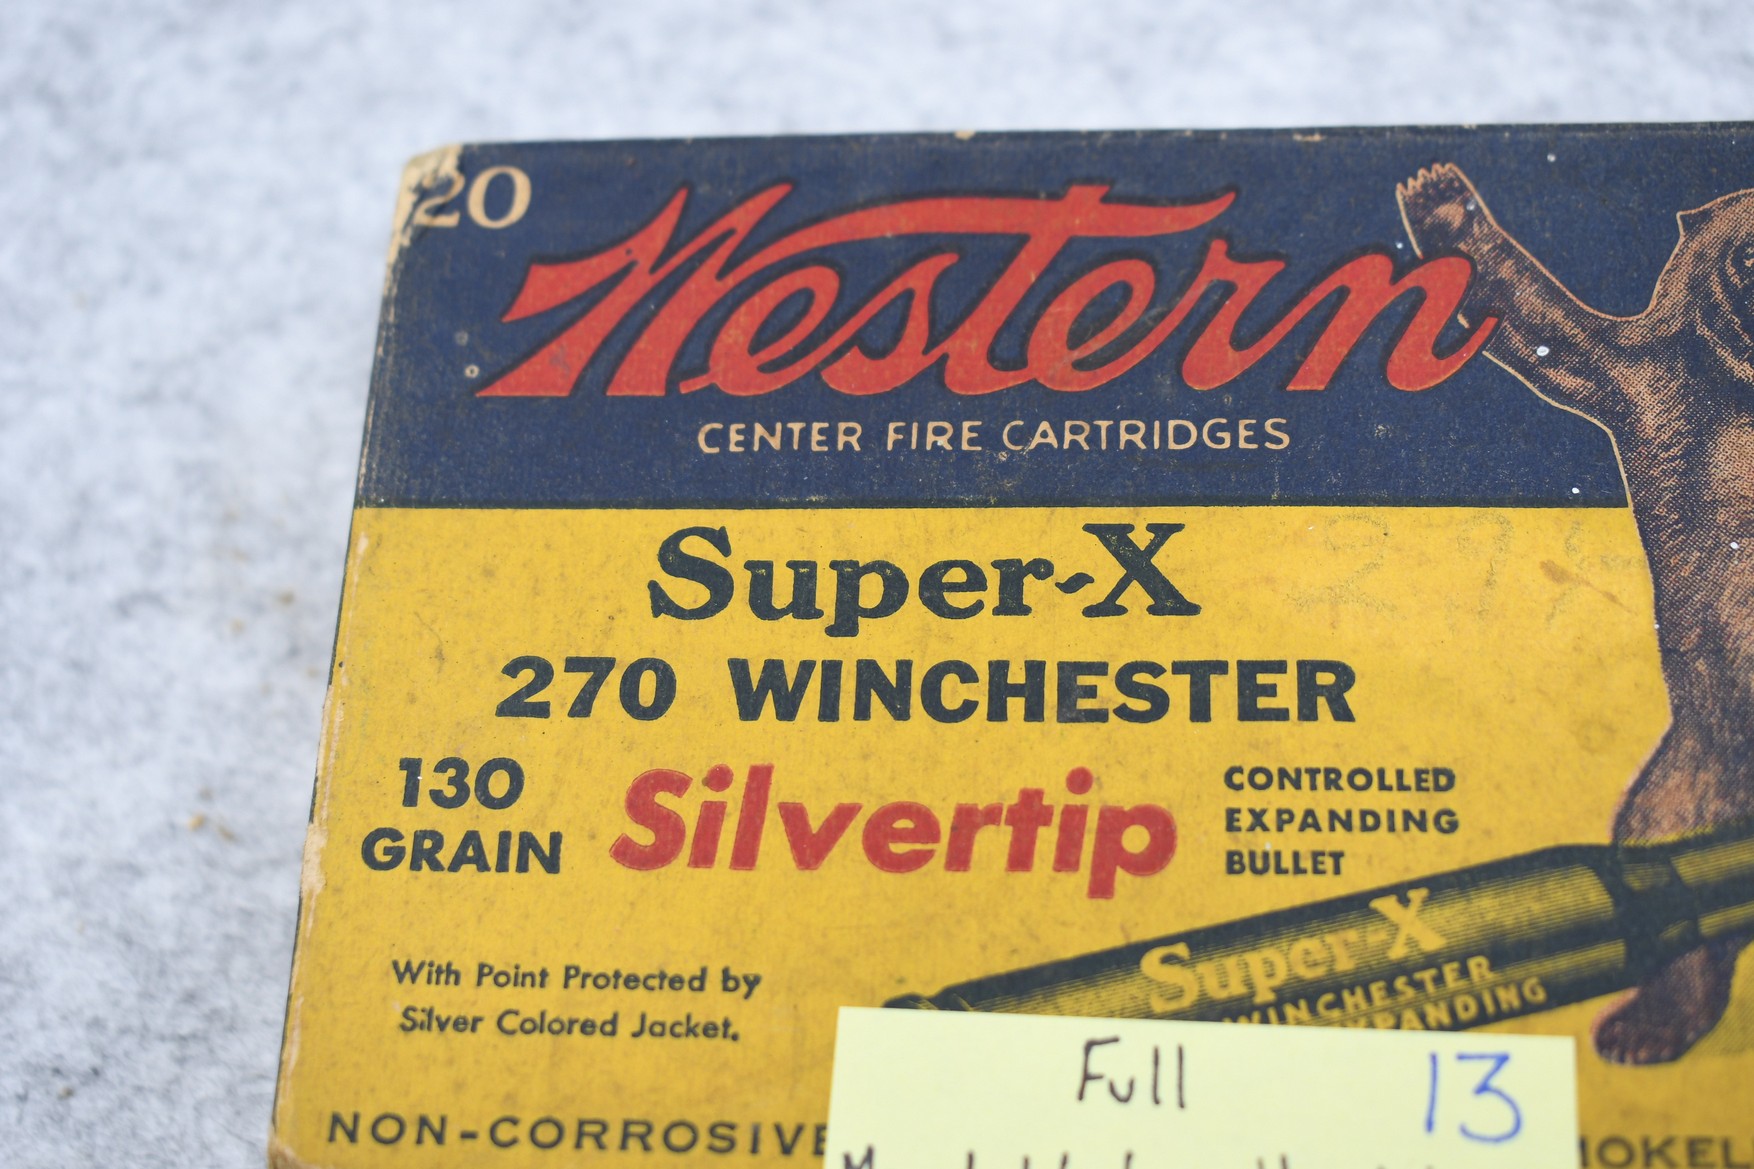 20
Western
CENTER FIRE CARTRIDGES
Super-X
270 WINCHESTER
130
GRAIN
Silvertip
CONTROLLED
EXPANDING
BULLET
Super-X
WINCHESTER
EXPANDING
With Point Protected by
Silver Colored Jacket.
Full 13
NON-CORROSIVE